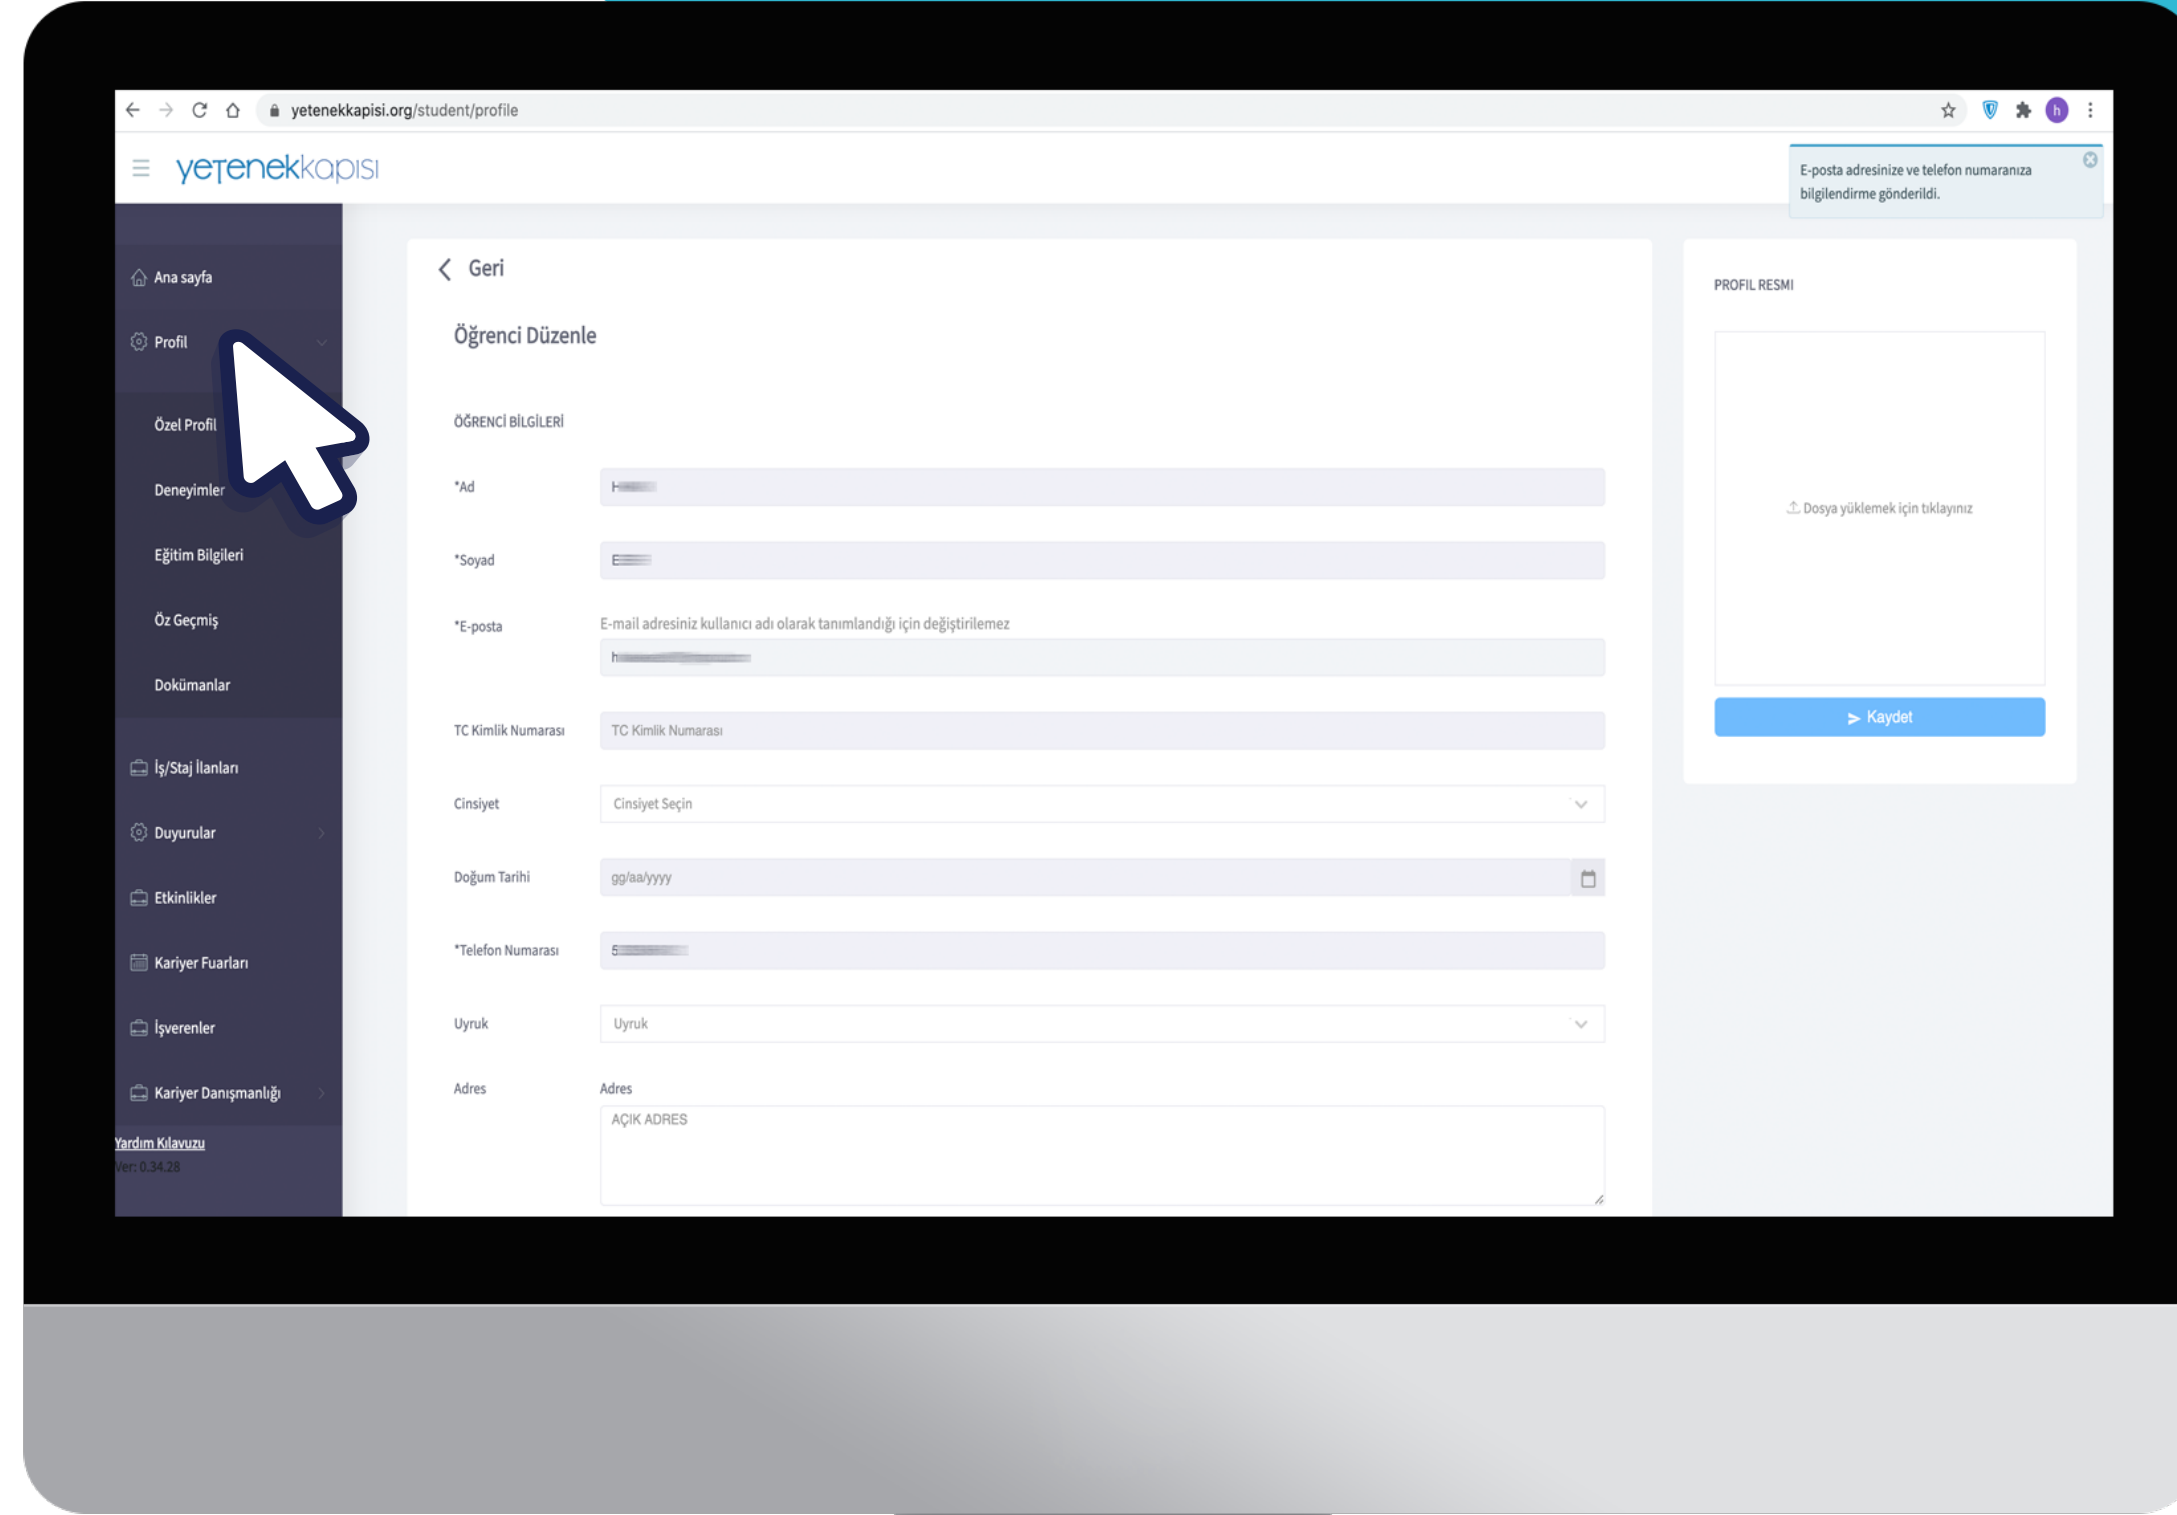 yetenekkapisi.org/student/profile
h
yetenekkapısı
E-posta adresinize ve telefon numaranıza
bilgilendirme gönderildi.
Ana sayfa
Profil
Özel Profil
Deneyimler
Eğitim Bilgileri
Öz Geçmiş
Dokümanlar
İş/Staj İlanları
Duyurular
Etkinlikler
Kariyer Fuarları
İşverenler
Kariyer Danışmanlığı
Yardım Kılavuzu
Ver: 0.34.28
Geri
Öğrenci Düzenle
ÖĞRENCİ BİLGİLERİ
*Ad
*Soyad
*E-posta E-mail adresiniz kullanıcı adı olarak tanımlandığı için değiştirilemez
TC Kimlik Numarası TC Kimlik Numarası
Cinsiyet Cinsiyet Seçin
Doğum Tarihi gg/aa/yyyy
*Telefon Numarası
Uyruk Uyruk
Adres Adres
AÇIK ADRES
PROFIL RESMI
Dosya yüklemek için tıklayınız
Kaydet